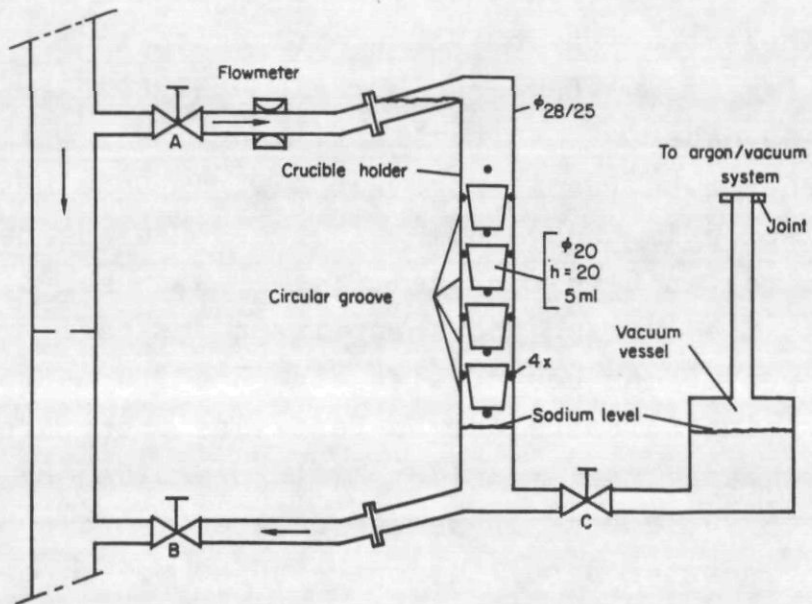 Flowmeter
A
ϕ28/25
To argon/vacuum
system
Joint
Crucible holder
ϕ20
h = 20
5 ml
Circular groove
4x
Vacuum
vessel
Sodium level
B
C